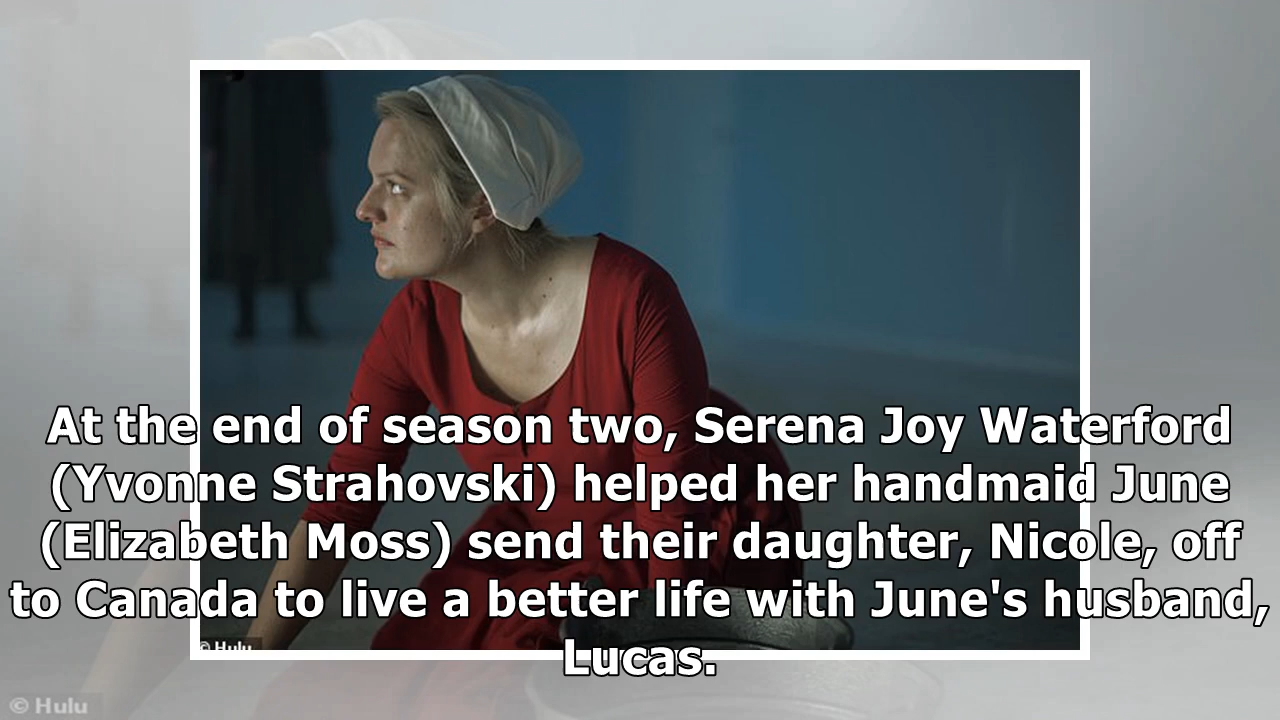 At the end of season two, Serena Joy Waterford
(Yvonne Strahovski) helped her handmaid June
(Elizabeth Moss) send their daughter, Nicole, off
to Canada to live a better life with June's husband,
Lucas.
© Hulu
© Hulu